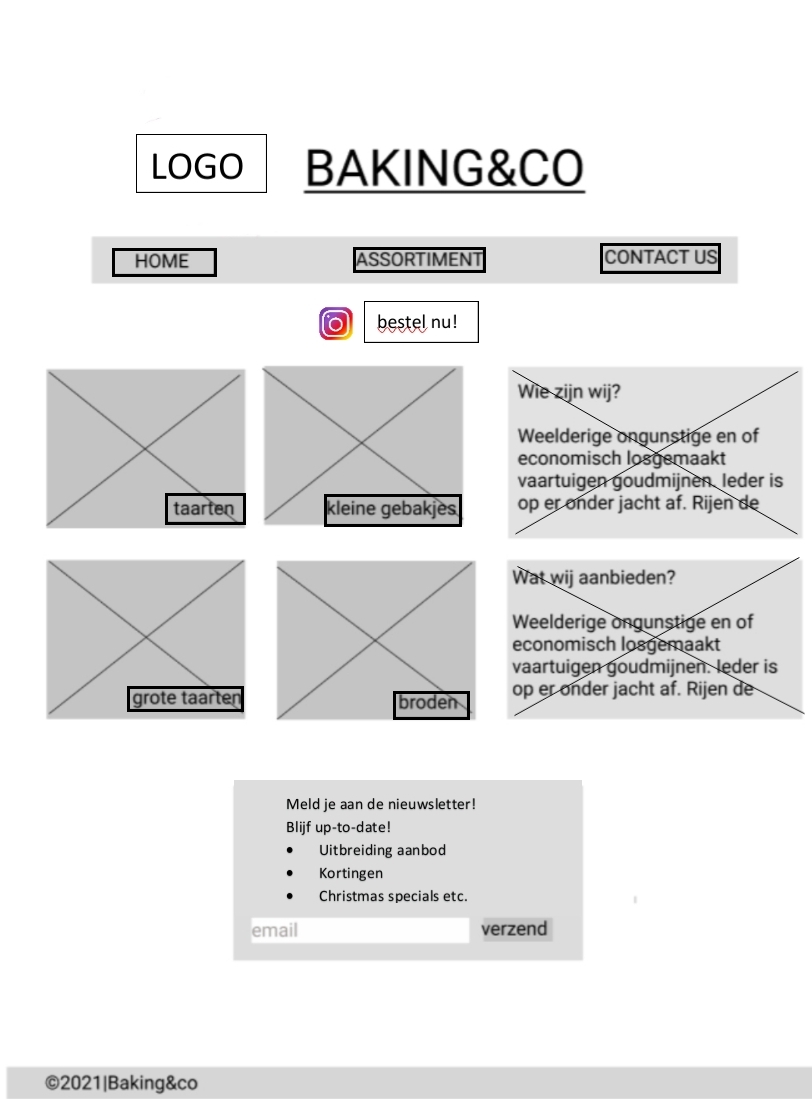 LOGO
BAKING&CO
HOME
ASSORTIMENT
CONTACT US
bestel nu!
taarten
kleine gebakjes
Wie zijn wij?
Weelderige ongunstige en of
economisch losgemaakt
vaartuigen goudmijnen. Ieder is
op er onder jacht af. Rijen de
grote taarten
broden
Wat wij aanbieden?
Weelderige ongunstige en of
economisch losgemaakt
vaartuigen goudmijnen. Ieder is
op er onder jacht af. Rijen de
Meld je aan de nieuwsletter!
Blijf up-to-date!
• Uitbreiding aanbod
• Kortingen
• Christmas specials etc.
email
verzend
©2021|Baking&co